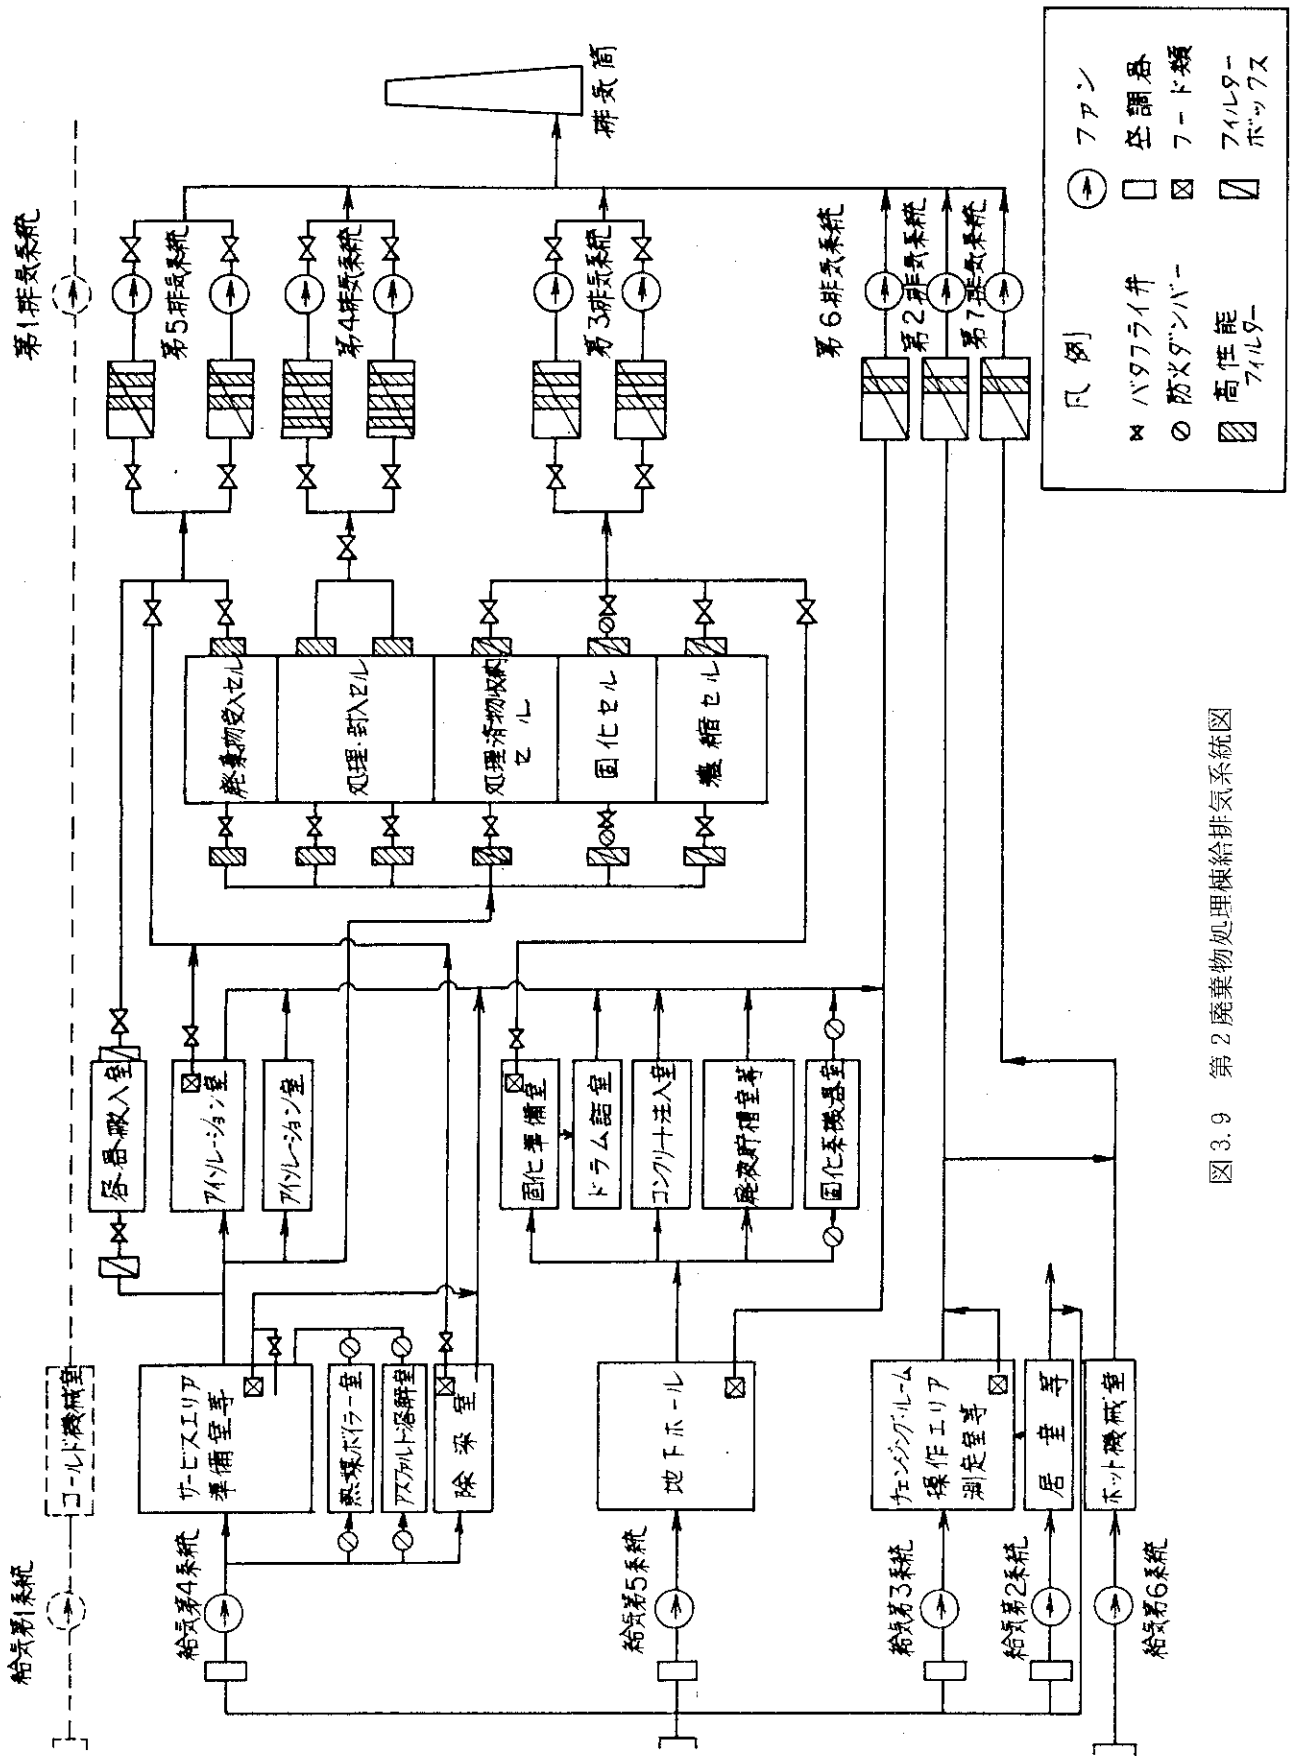 第1排気系統
第5排気系統
第4排気系統
第3排気系統
第6排気系統
第2排気系統
第7排気系統
排気筒
廃棄物受入セル
処理・封入セル
処理済物収納
セル
固化セル
濃縮セル
容器搬入室
アイソレーション室
アイソレーション室
固化準備室
ドラム詰室
コンクリート注入室
廃液貯槽室等
固化系機器室
コールド機械室
サービスエリア
準備室等
熱媒ボイラー室
アスファルト溶解室
除染室
地下ホール
チェンジングルーム
操作エリア
測定室等
居室等
ホット機械室
給気第1系統
給気第4系統
給気第5系統
給気第3系統
給気第2系統
給気第6系統
凡例
バタフライ弁
防火ダンパー
高性能
フィルター
ファン
空調器
フード類
フィルター
ボックス
図3.9 第2廃棄物処理棟給排気系統図